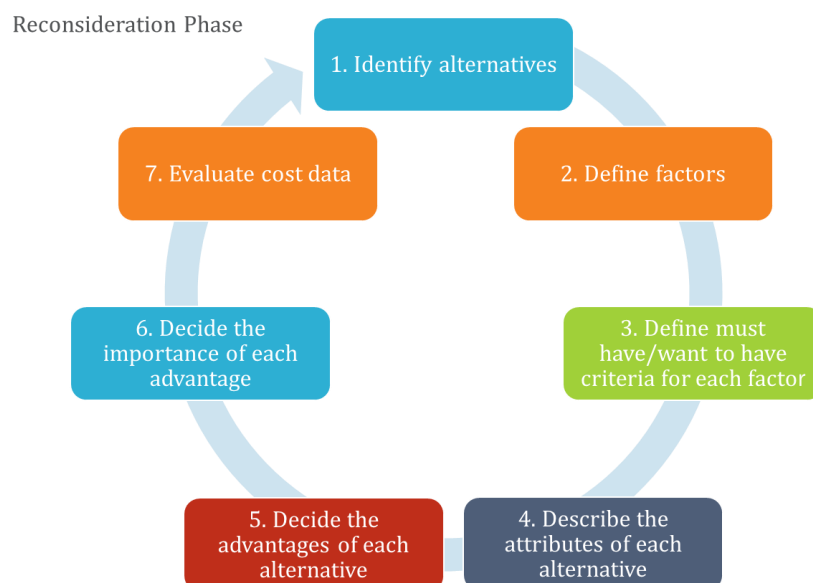 Reconsideration Phase
1. Identify alternatives
2. Define factors
3. Define must
have/want to have
criteria for each factor
4. Describe the
attributes of each
alternative
5. Decide the
advantages of each
alternative
6. Decide the
importance of each
advantage
7. Evaluate cost data